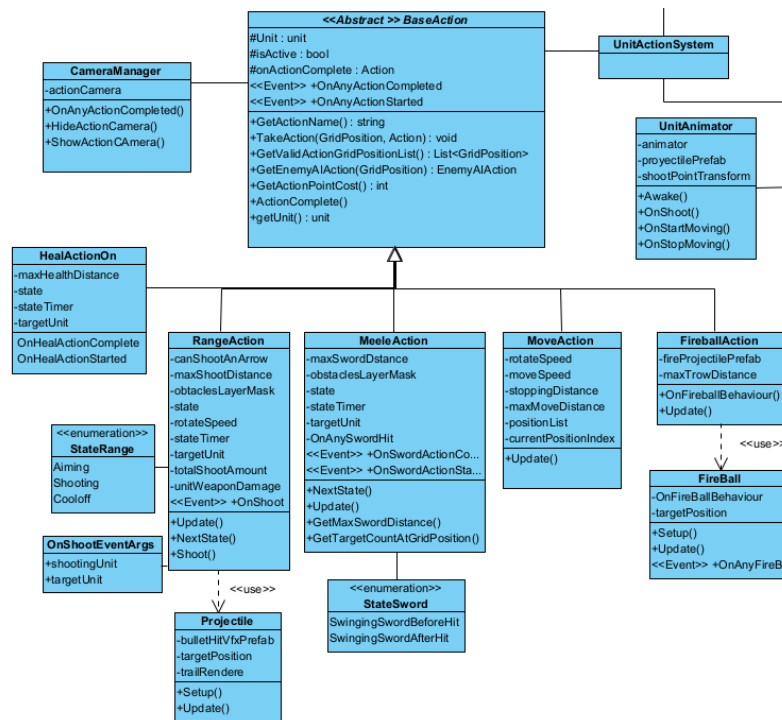 <<Abstract >> BaseAction
#Unit : unit
#isActive : bool
#onActionComplete : Action
<<Event>> +OnAnyActionCompleted
<<Event>> +OnAnyActionStarted
+GetActionName() : string
+TakeAction(GridPosition, Action) : void
+GetValidActionGridPositionList() : List<GridPosition>
+GetEnemyAIAction(GridPosition) : EnemyAIAction
+GetActionPointCost() : int
+ActionComplete()
+getUnit() : unit
UnitActionSystem
CameraManager
-actionCamera
+OnAnyActionCompleted()
+HideActionCamera()
+ShowActionCAmera()
UnitAnimator
-animator
-proyectilePrefab
-shootPointTransform
+Awake()
+OnShoot()
+OnStartMoving()
+OnStopMoving()
HealActionOn
-maxHealthDistance
-state
-stateTimer
-targetUnit
OnHealActionComplete
OnHealActionStarted
RangeAction
-canShootAnArrow
-maxShootDistance
-obtaclesLayerMask
-state
-rotateSpeed
-stateTimer
-targetUnit
-totalShootAmount
-unitWeaponDamage
<<Event>> +OnShoot
+Update()
+NextState()
+Shoot()
MeeleAction
-maxSwordDstance
-obstaclesLayerMask
-state
-stateTimer
-targetUnit
-OnAnySwordHit
<<Event>> +OnSwordActionCo...
<<Event>> +OnSwordActionSta...
+NextState()
+Update()
+GetMaxSwordDistance()
+GetTargetCountAtGridPosition()
MoveAction
-rotateSpeed
-moveSpeed
-stoppingDistance
-maxMoveDistance
-positionList
-currentPositionIndex
+Update()
FireballAction
-fireProjectilePrefab
-maxTrowDistance
+OnFireballBehaviour()
+Update()
<<use>>
<<enumeration>>
StateRange
Aiming
Shooting
Cooloff
OnShootEventArgs
+shootingUnit
+targetUnit
<<use>>
FireBall
-OnFireBallBehaviour
-targetPosition
+Setup()
+Update()
<<Event>> +OnAnyFireB
<<enumeration>>
StateSword
SwingingSwordBeforeHit
SwingingSwordAfterHit
Projectile
-bulletHitVfxPrefab
-targetPosition
-trailRendere
+Setup()
+Update()